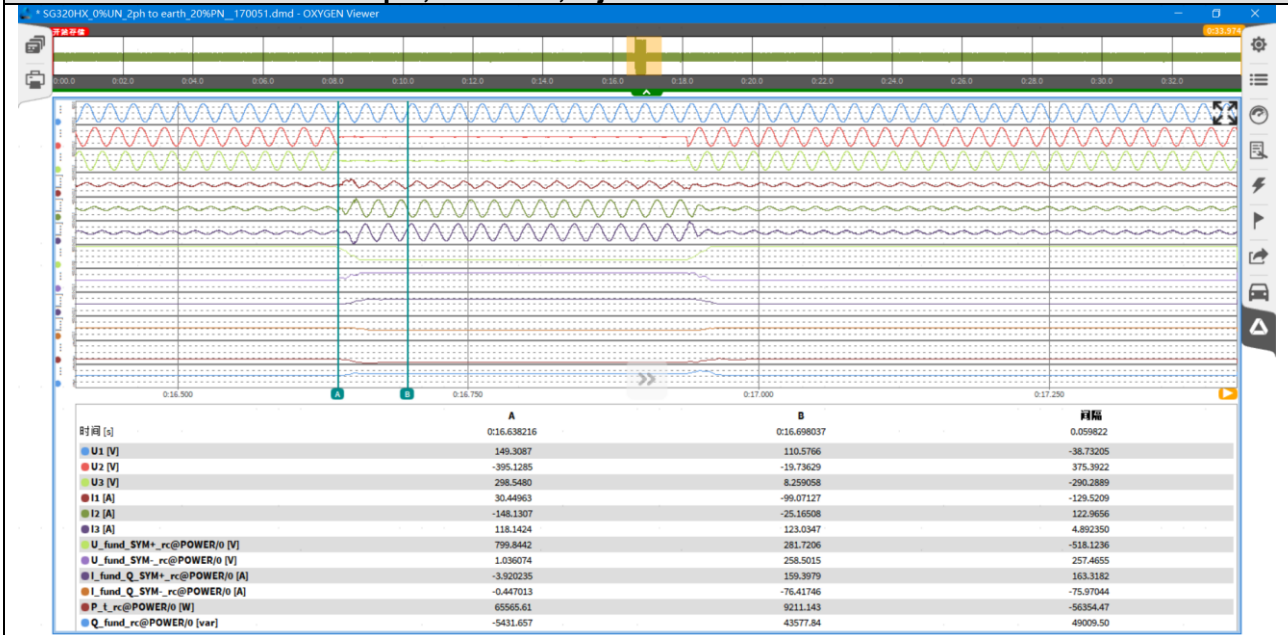 * SG320HX_0%UN_2ph to earth_20%PN__170051.dmd - OXYGEN Viewer
开始存储
0:33.974
0:00.0 0:02.0 0:04.0 0:06.0 0:08.0 0:10.0 0:12.0 0:14.0 0:16.0 0:18.0 0:20.0 0:22.0 0:24.0 0:26.0 0:28.0 0:30.0 0:32.0
0:16.500 A B 0:16.750 0:17.000 0:17.250
A B 间隔
时间 [s] 0:16.638216 0:16.698037 0.059822
U1 [V] 149.3087 110.5766 -38.73205
U2 [V] -395.1285 -19.73629 375.3922
U3 [V] 298.5480 8.259058 -290.2889
I1 [A] 30.44963 -99.07127 -129.5209
I2 [A] -148.1307 -25.16508 122.9656
I3 [A] 118.1424 123.0347 4.892350
U_fund_SYM+_rc@POWER/0 [V] 799.8442 281.7206 -518.1236
U_fund_SYM-_rc@POWER/0 [V] 1.036074 258.5015 257.4655
I_fund_Q_SYM+_rc@POWER/0 [A] -3.920235 159.3979 163.3182
I_fund_Q_SYM-_rc@POWER/0 [A] -0.447013 -76.41746 -75.97044
P_t_rc@POWER/0 [W] 65565.61 9211.143 -56354.47
Q_fund_rc@POWER/0 [var] -5431.657 43577.84 49009.50